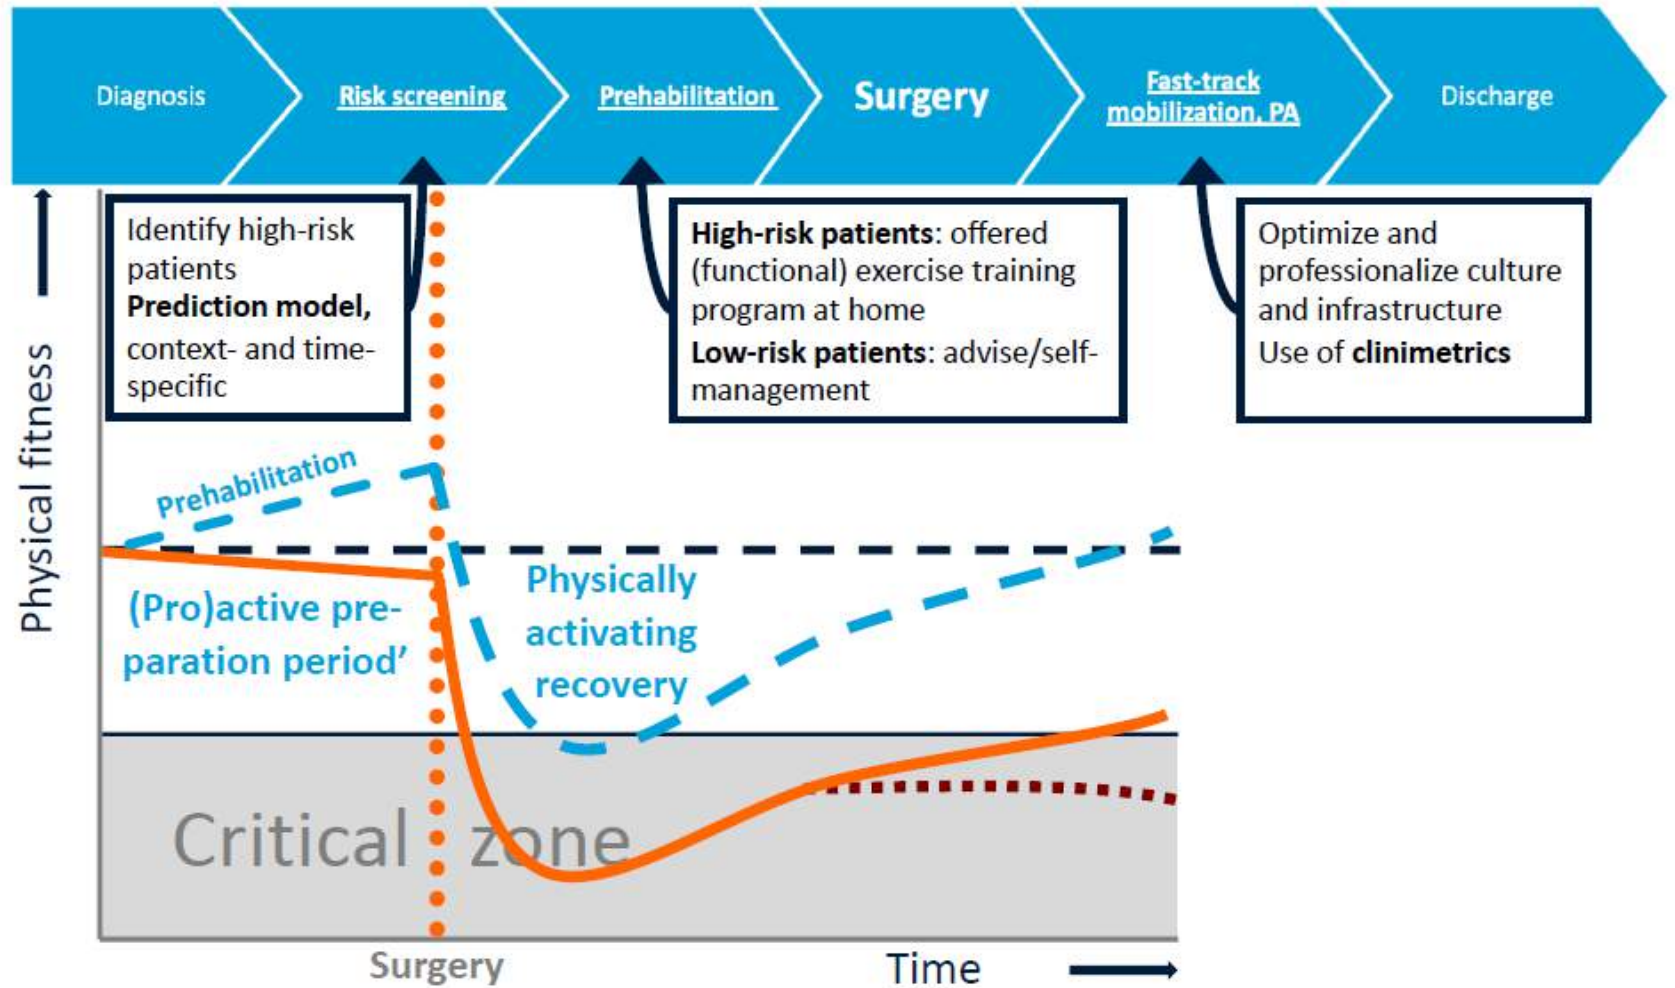 Diagnosis
Risk screening
Prehabilitation
Surgery
Fast-track
mobilization, PA
Discharge
Identify high-risk
patients
Prediction model,
context- and time-
specific
High-risk patients: offered
(functional) exercise training
program at home
Low-risk patients: advise/self-
management
Optimize and
professionalize culture
and infrastructure
Use of clinimetrics
Physical fitness
Prehabilitation
(Pro)active pre-
paration period’
Physically
activating
recovery
Critical zone
Surgery
Time